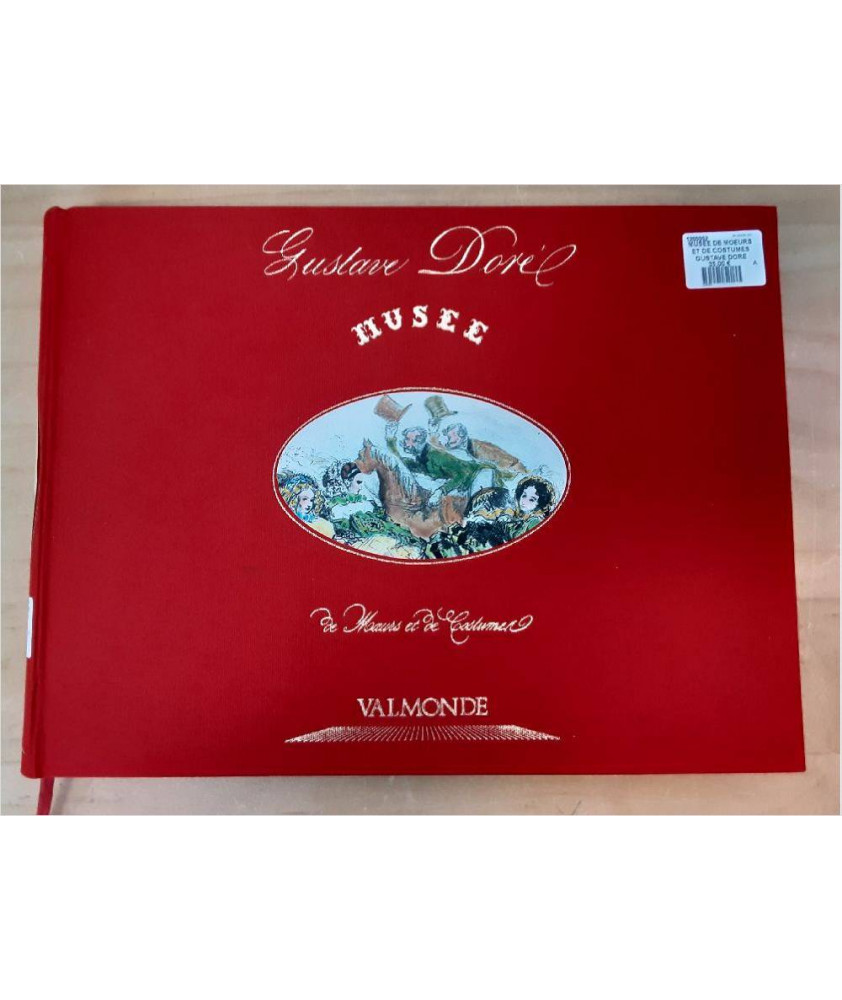 Gustave Doré
MUSEE
de Mœurs et de Costumes
VALMONDE
MUSEE DE MOEURS
ET DE COSTUMES
GUSTAVE DORE
A